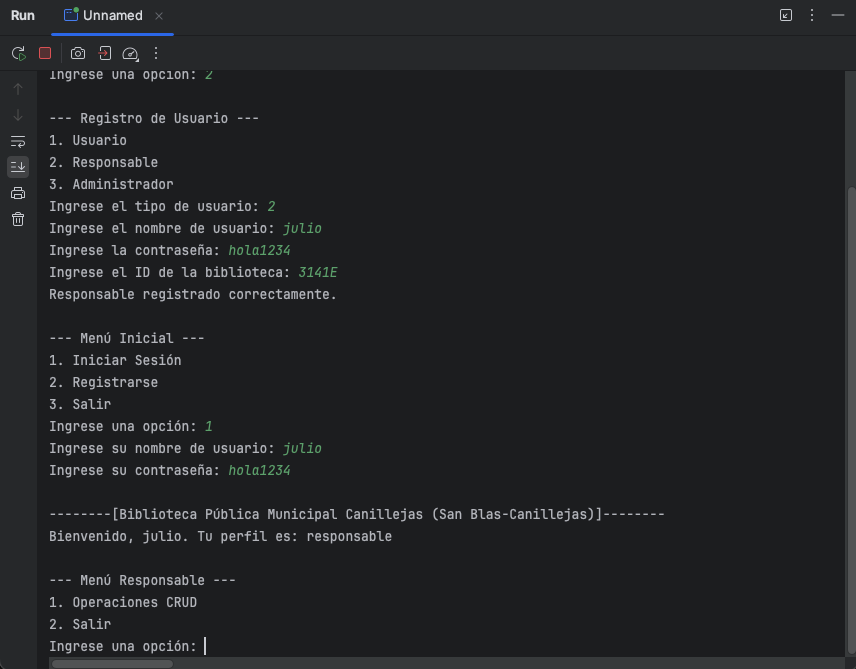 Run Unnamed
Ingrese una opción: 2
--- Registro de Usuario ---
1. Usuario
2. Responsable
3. Administrador
Ingrese el tipo de usuario: 2
Ingrese el nombre de usuario: julio
Ingrese la contraseña: hola1234
Ingrese el ID de la biblioteca: 3141E
Responsable registrado correctamente.
--- Menú Inicial ---
1. Iniciar Sesión
2. Registrarse
3. Salir
Ingrese una opción: 1
Ingrese su nombre de usuario: julio
Ingrese su contraseña: hola1234
--------[Biblioteca Pública Municipal Canillejas (San Blas-Canillejas)]--------
Bienvenido, julio. Tu perfil es: responsable
--- Menú Responsable ---
1. Operaciones CRUD
2. Salir
Ingrese una opción: